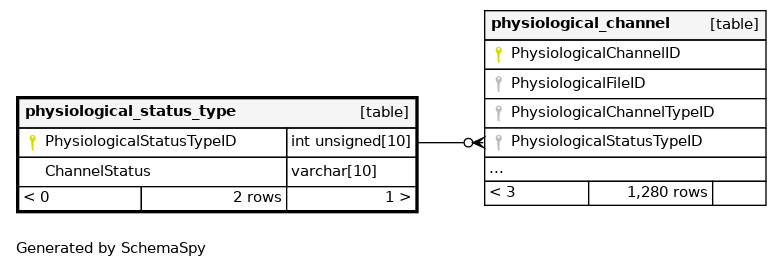 physiological_channel [table]
PhysiologicalChannelID
PhysiologicalFileID
PhysiologicalChannelTypeID
PhysiologicalStatusTypeID
...
< 3 1,280 rows
physiological_status_type [table]
PhysiologicalStatusTypeID int unsigned[10]
ChannelStatus varchar[10]
< 0 2 rows 1 >
Generated by SchemaSpy